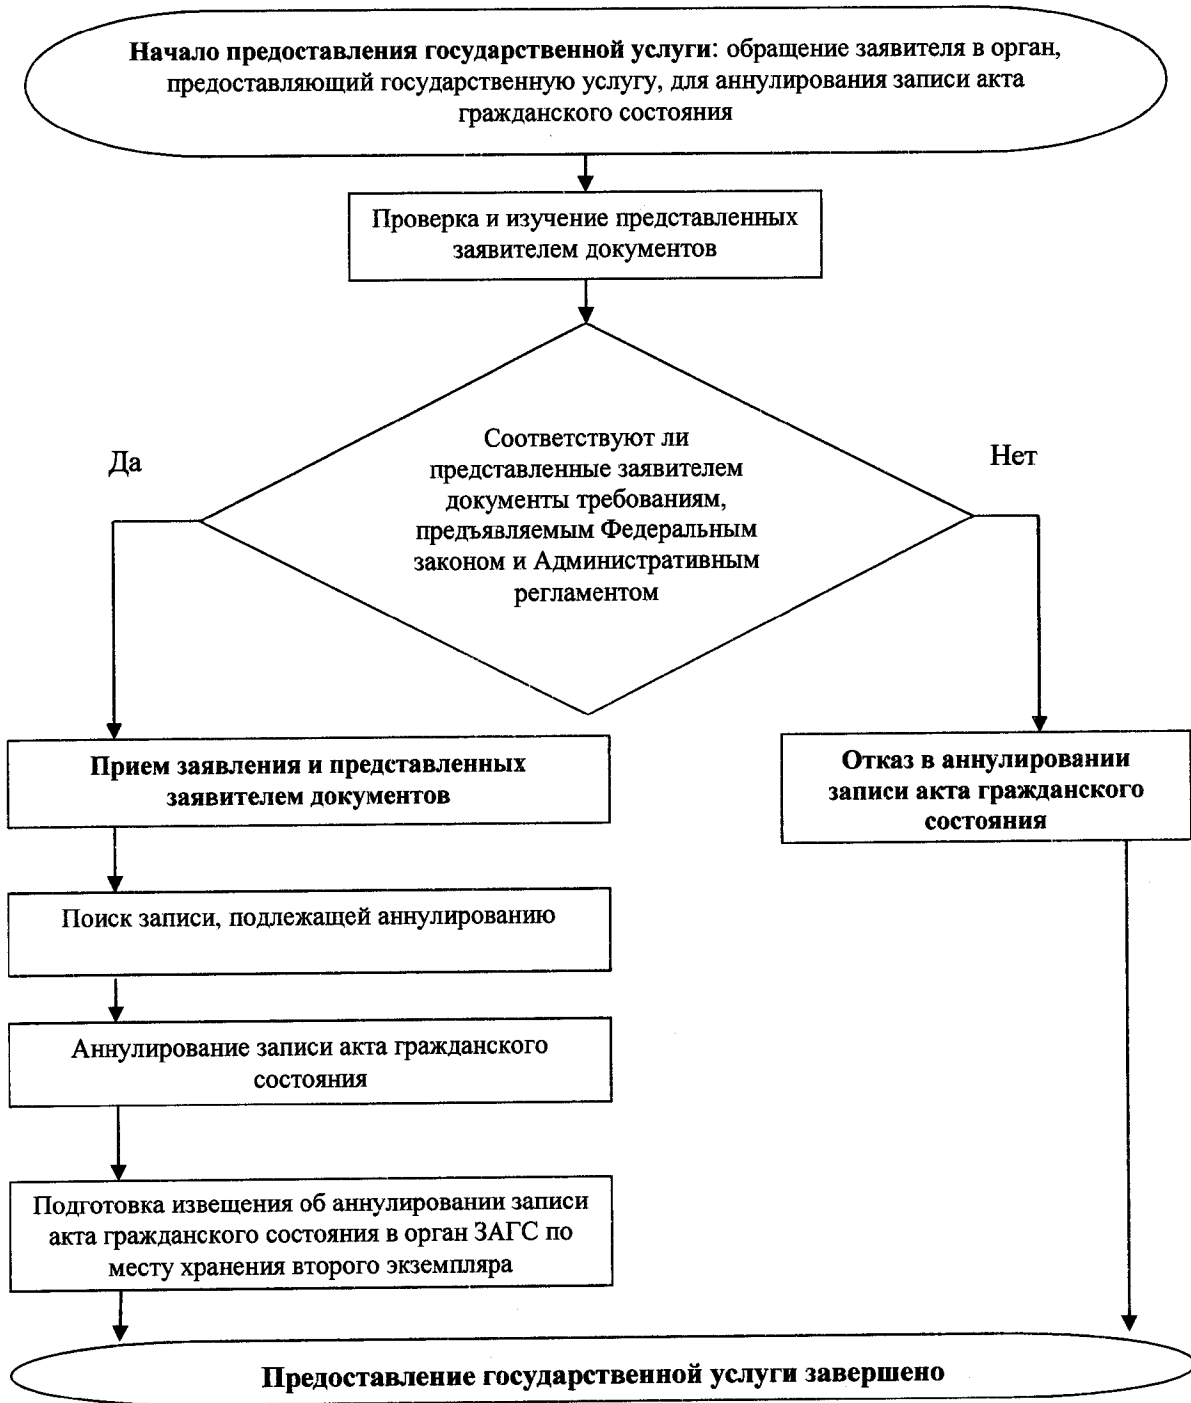 Начало предоставления государственной услуги: обращение заявителя в орган,
предоставляющий государственную услугу, для аннулирования записи акта
гражданского состояния
Проверка и изучение представленных
заявителем документов
Соответствуют ли
представленные заявителем
документы требованиям,
предъявляемым Федеральным
законом и Административным
регламентом
Да
Нет
Прием заявления и представленных
заявителем документов
Отказ в аннулировании
записи акта гражданского
состояния
Поиск записи, подлежащей аннулированию
Аннулирование записи акта гражданского
состояния
Подготовка извещения об аннулировании записи
акта гражданского состояния в орган ЗАГС по
месту хранения второго экземпляра
Предоставление государственной услуги завершено